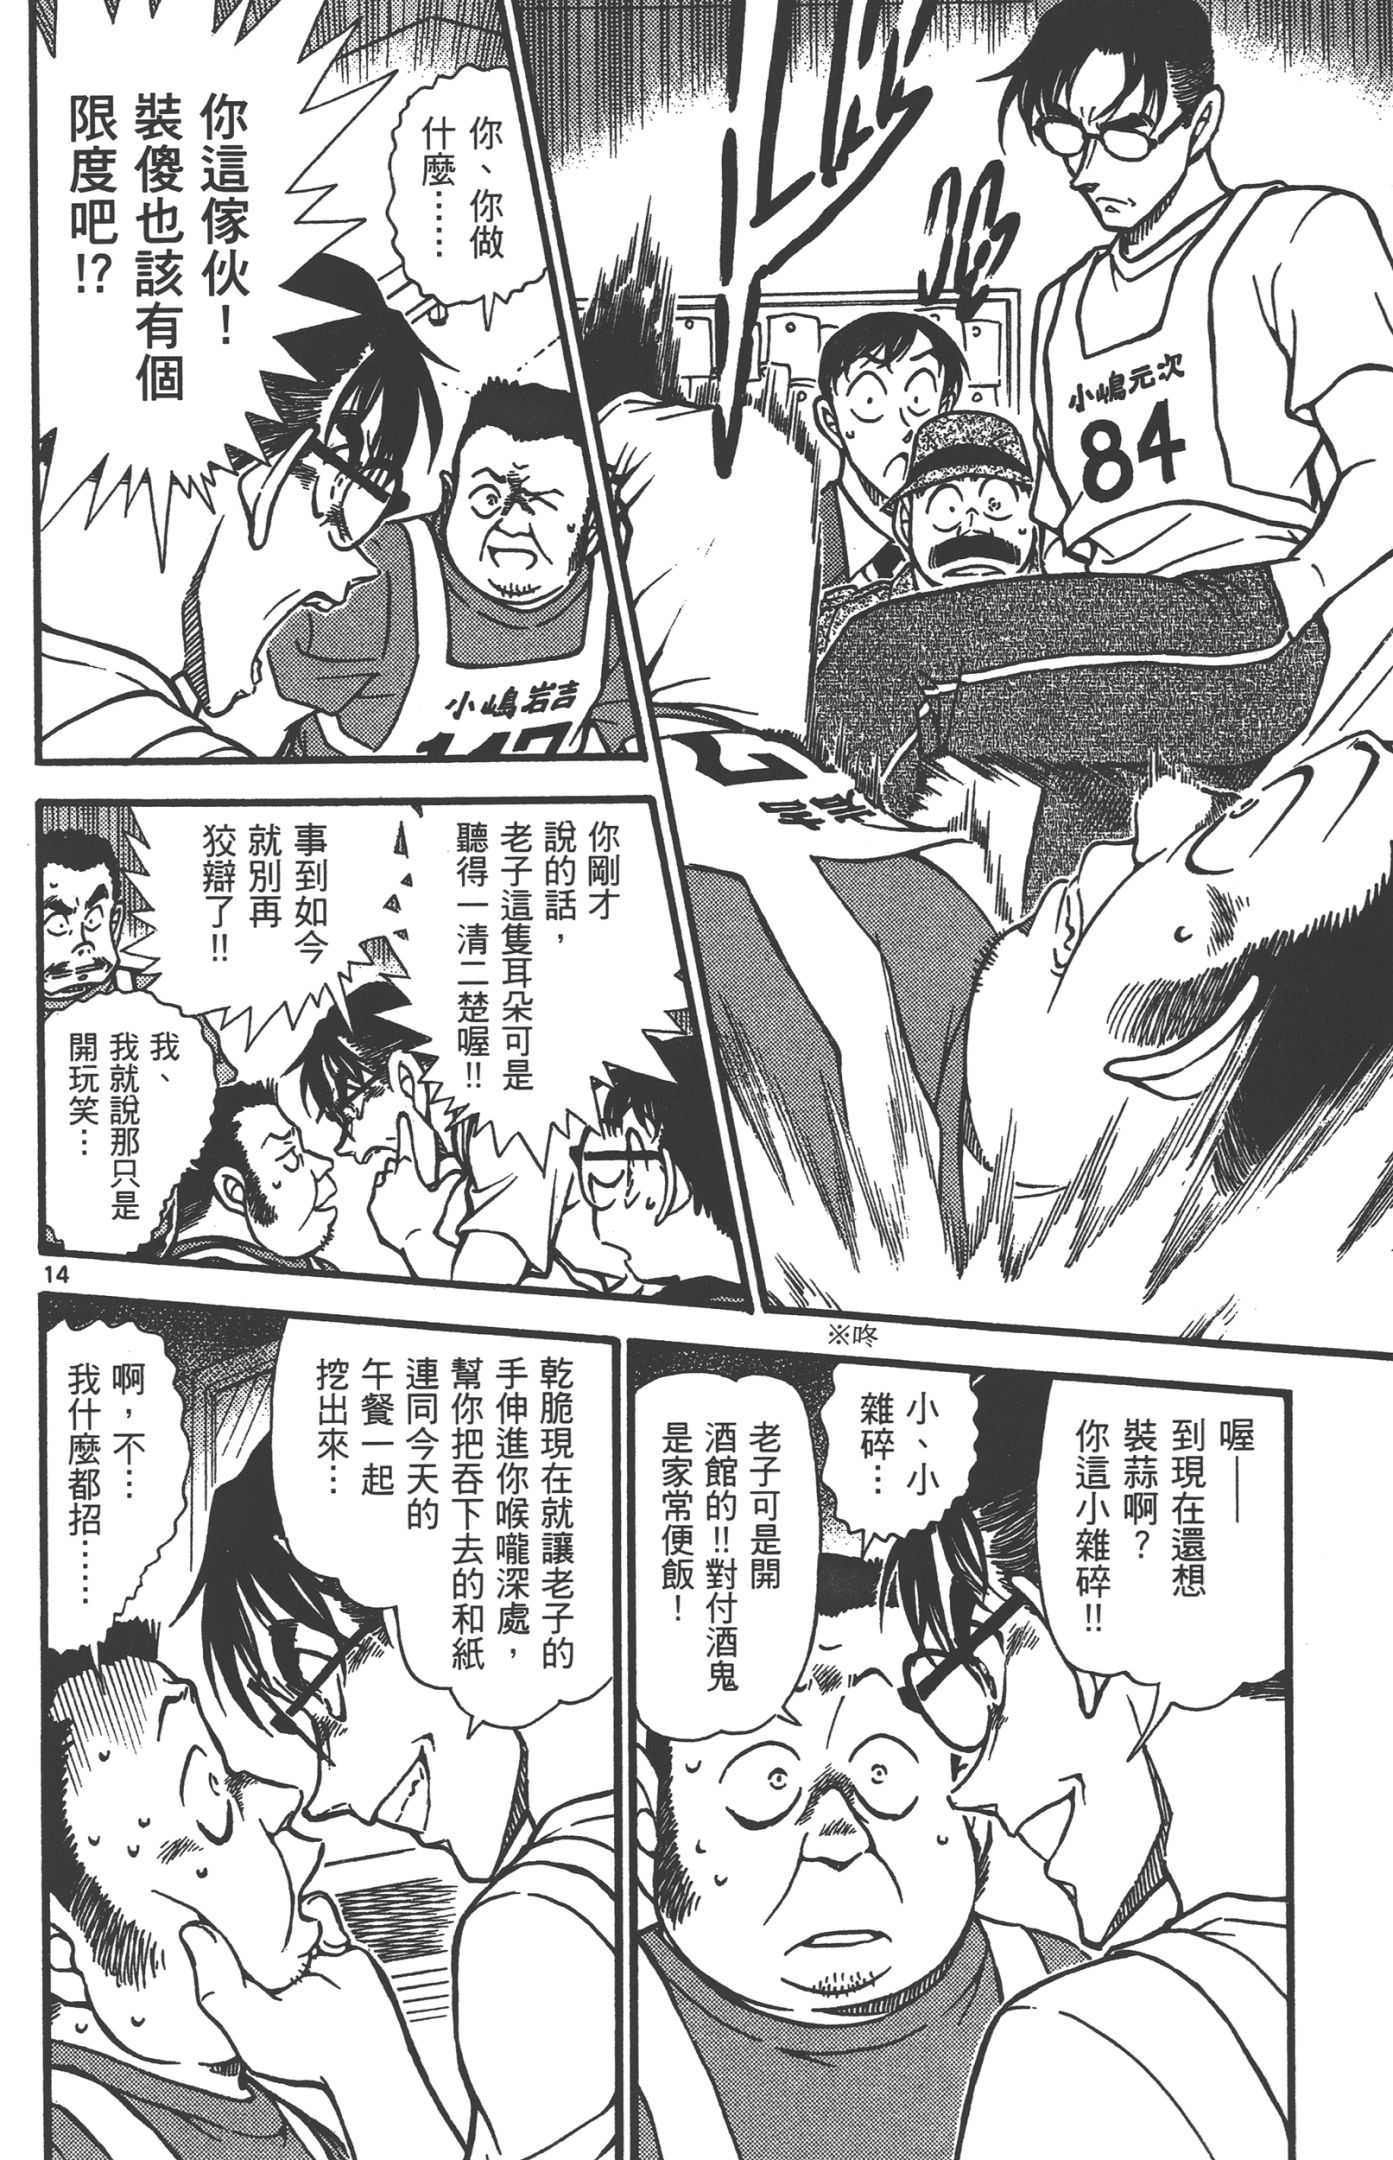 小嶋元次
84
※咚
你、你做
什麼……
你這傢伙！
裝傻也該有個
限度吧!?
小嶋岩吉
你剛才
說的話，
老子這隻耳朵可是
聽得一清二楚喔!!
事到如今
就別再
狡辯了!!
我、
我就說那只是
開玩笑…
14
喔——
到現在還想
裝蒜啊？
你這小雜碎!!
小、小
雜碎…
老子可是開
酒館的!!對付酒鬼
是家常便飯！
乾脆現在就讓老子的
手伸進你喉嚨深處，
幫你把吞下去的和紙
連同今天的
午餐一起
挖出來…
啊，不…
我什麼都招……